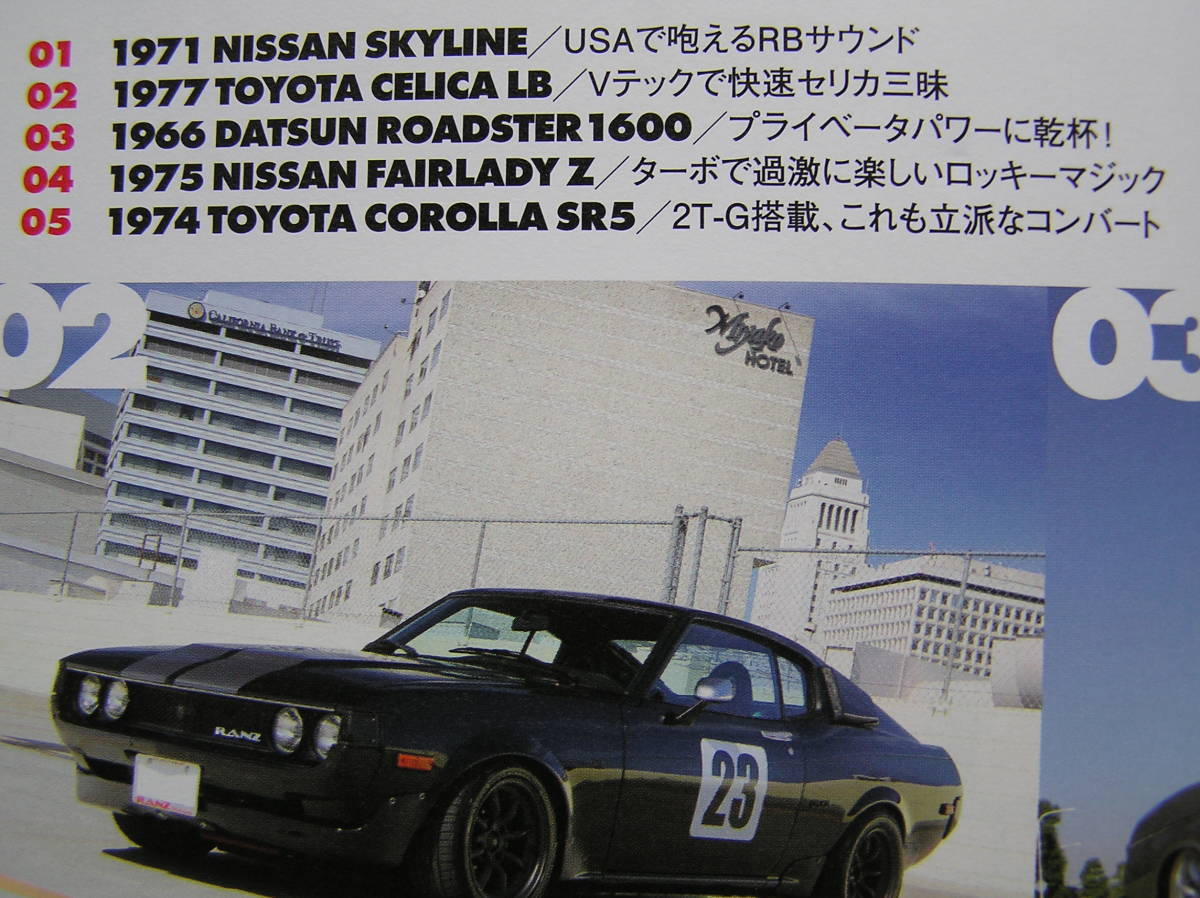 01 1971 NISSAN SKYLINE／USAで咆えるRBサウンド
02 1977 TOYOTA CELICA LB／Vテックで快速セリカ三昧
03 1966 DATSUN ROADSTER 1600／プライベータパワーに乾杯！
04 1975 NISSAN FAIRLADY Z／ターボで過激に楽しいロッキーマジック
05 1974 TOYOTA COROLLA SR5／2T-G搭載、これも立派なコンバート
02
03
CALIFORNIA BANK & TRUST
Miyako
HOTEL
RANZ
23
RANZ